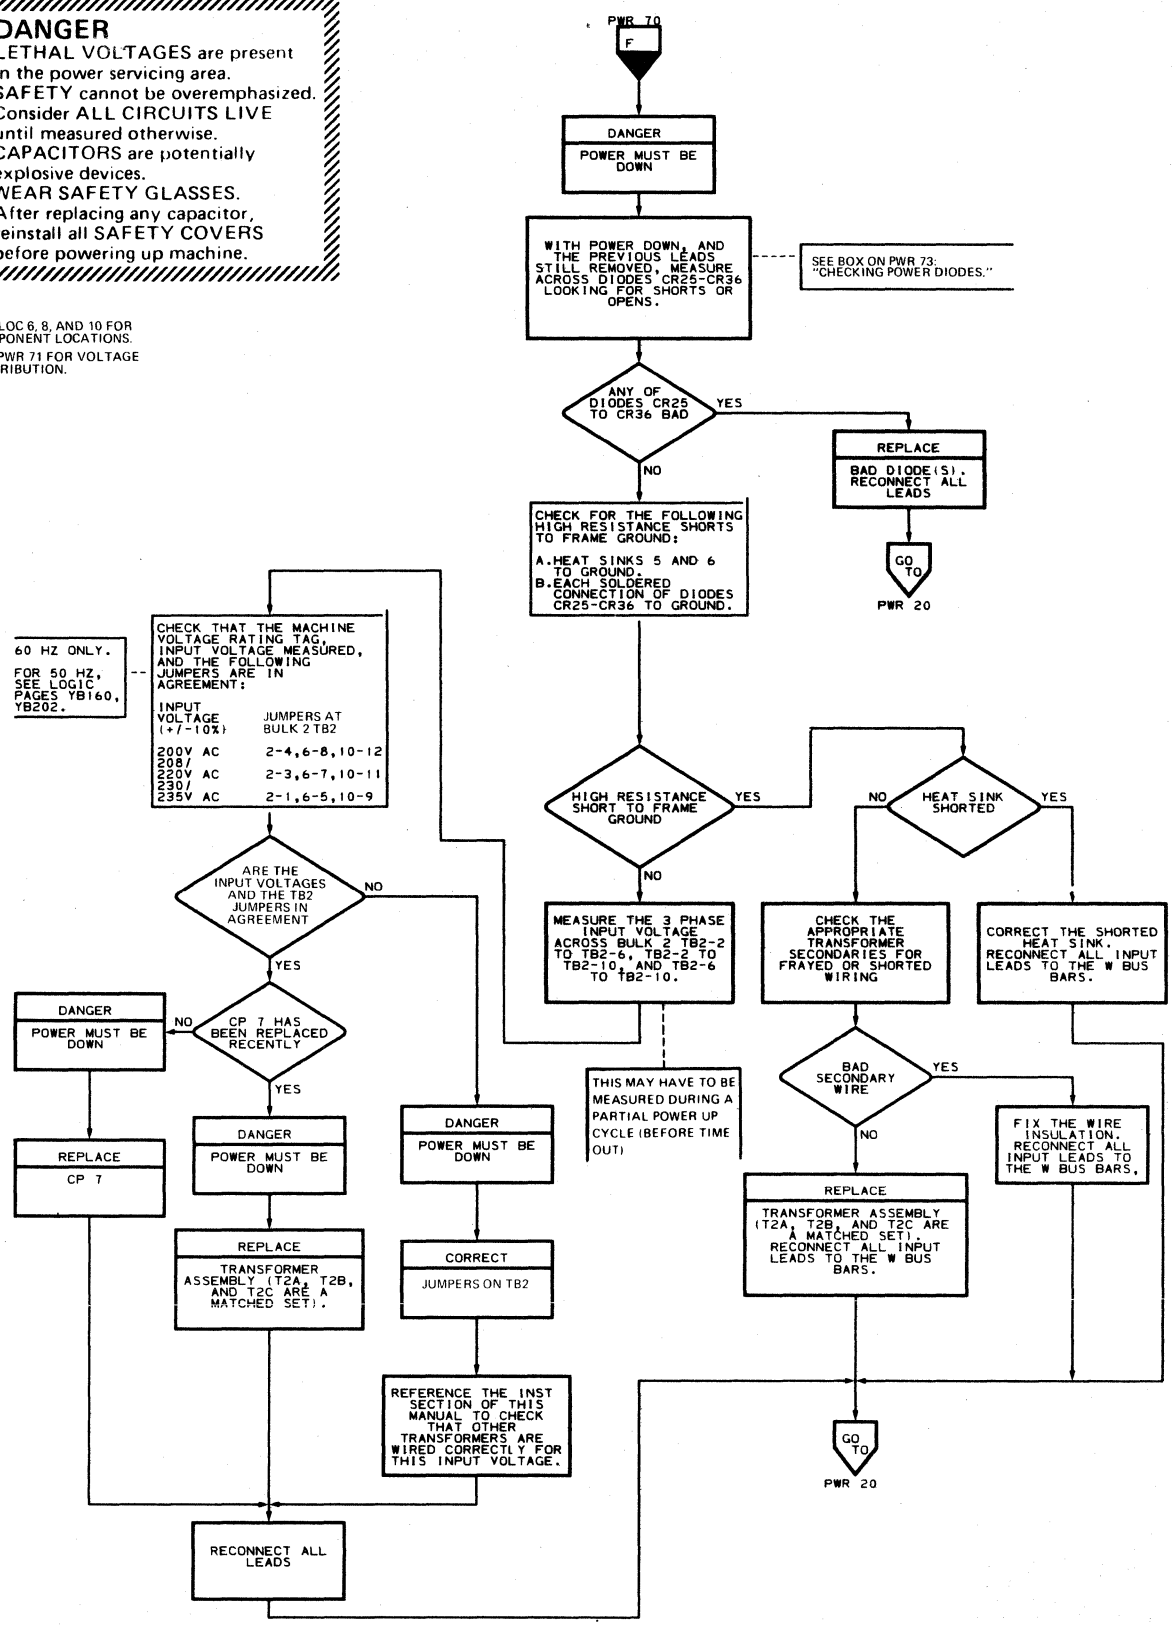 DANGER
LETHAL VOLTAGES are present
in the power servicing area.
SAFETY cannot be overemphasized.
Consider ALL CIRCUITS LIVE
until measured otherwise.
CAPACITORS are potentially
explosive devices.
WEAR SAFETY GLASSES.
After replacing any capacitor,
reinstall all SAFETY COVERS
before powering up machine.
LOC 6, 8, AND 10 FOR
PONENT LOCATIONS.
PWR 71 FOR VOLTAGE
RIBUTION.
PWR 70
F
DANGER
POWER MUST BE
DOWN
WITH POWER DOWN, AND
THE PREVIOUS LEADS
STILL REMOVED, MEASURE
ACROSS DIODES CR25-CR36
LOOKING FOR SHORTS OR
OPENS.
SEE BOX ON PWR 73:
"CHECKING POWER DIODES."
ANY OF
DIODES CR25
TO CR36 BAD
YES
NO
REPLACE
BAD DIODE(S).
RECONNECT ALL
LEADS
GO
TO
PWR 20
CHECK FOR THE FOLLOWING
HIGH RESISTANCE SHORTS
TO FRAME GROUND:
A.HEAT SINKS 5 AND 6
TO GROUND.
B.EACH SOLDERED
CONNECTION OF DIODES
CR25-CR36 TO GROUND.
60 HZ ONLY.
FOR 50 HZ,
SEE LOGIC
PAGES YB160,
YB202.
CHECK THAT THE MACHINE
VOLTAGE RATING TAG,
INPUT VOLTAGE MEASURED,
AND THE FOLLOWING
JUMPERS ARE IN
AGREEMENT:
INPUT
VOLTAGE JUMPERS AT
(+/-10%) BULK 2 TB2
200V AC 2-4,6-8,10-12
208/
220V AC 2-3,6-7,10-11
230/
235V AC 2-1,6-5,10-9
HIGH RESISTANCE
SHORT TO FRAME
GROUND
YES
NO
HEAT SINK
SHORTED
NO
YES
ARE THE
INPUT VOLTAGES
AND THE TB2
JUMPERS IN
AGREEMENT
NO
YES
MEASURE THE 3 PHASE
INPUT VOLTAGE
ACROSS BULK 2 TB2-2
TO TB2-6, TB2-2 TO
TB2-10, AND TB2-6
TO TB2-10.
CHECK THE
APPROPRIATE
TRANSFORMER
SECONDARIES FOR
FRAYED OR SHORTED
WIRING
CORRECT THE SHORTED
HEAT SINK.
RECONNECT ALL INPUT
LEADS TO THE W BUS
BARS.
DANGER
POWER MUST BE
DOWN
NO
CP 7 HAS
BEEN REPLACED
RECENTLY
YES
THIS MAY HAVE TO BE
MEASURED DURING A
PARTIAL POWER UP
CYCLE (BEFORE TIME
OUT)
BAD
SECONDARY
WIRE
YES
NO
FIX THE WIRE
INSULATION.
RECONNECT ALL
INPUT LEADS TO
THE W BUS BARS.
REPLACE
CP 7
DANGER
POWER MUST BE
DOWN
DANGER
POWER MUST BE
DOWN
REPLACE
TRANSFORMER ASSEMBLY
(T2A, T2B, AND T2C ARE
A MATCHED SET).
RECONNECT ALL INPUT
LEADS TO THE W BUS
BARS.
REPLACE
TRANSFORMER
ASSEMBLY (T2A, T2B,
AND T2C ARE A
MATCHED SET).
CORRECT
JUMPERS ON TB2
REFERENCE THE INST
SECTION OF THIS
MANUAL TO CHECK
THAT OTHER
TRANSFORMERS ARE
WIRED CORRECTLY FOR
THIS INPUT VOLTAGE.
GO
TO
PWR 20
RECONNECT ALL
LEADS